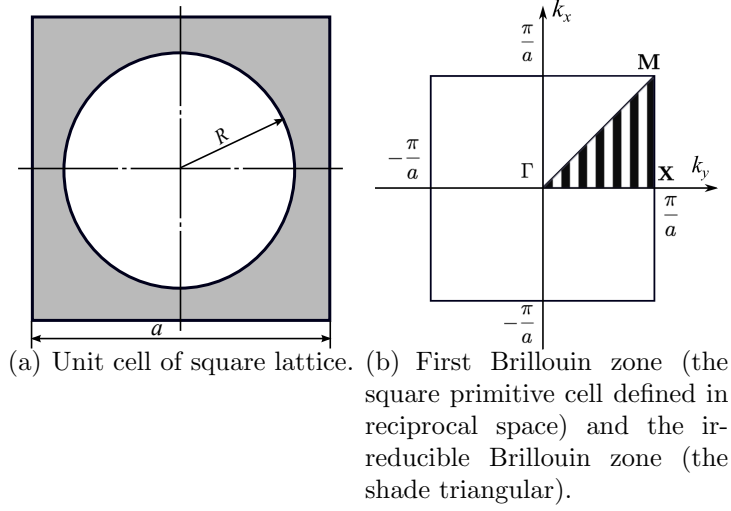 R
a
k_x
π/a
M
−π/a
Γ
X
k_y
π/a
−π/a
(a) Unit cell of square lattice.
(b) First Brillouin zone (the
square primitive cell defined in
reciprocal space) and the ir-
reducible Brillouin zone (the
shade triangular).